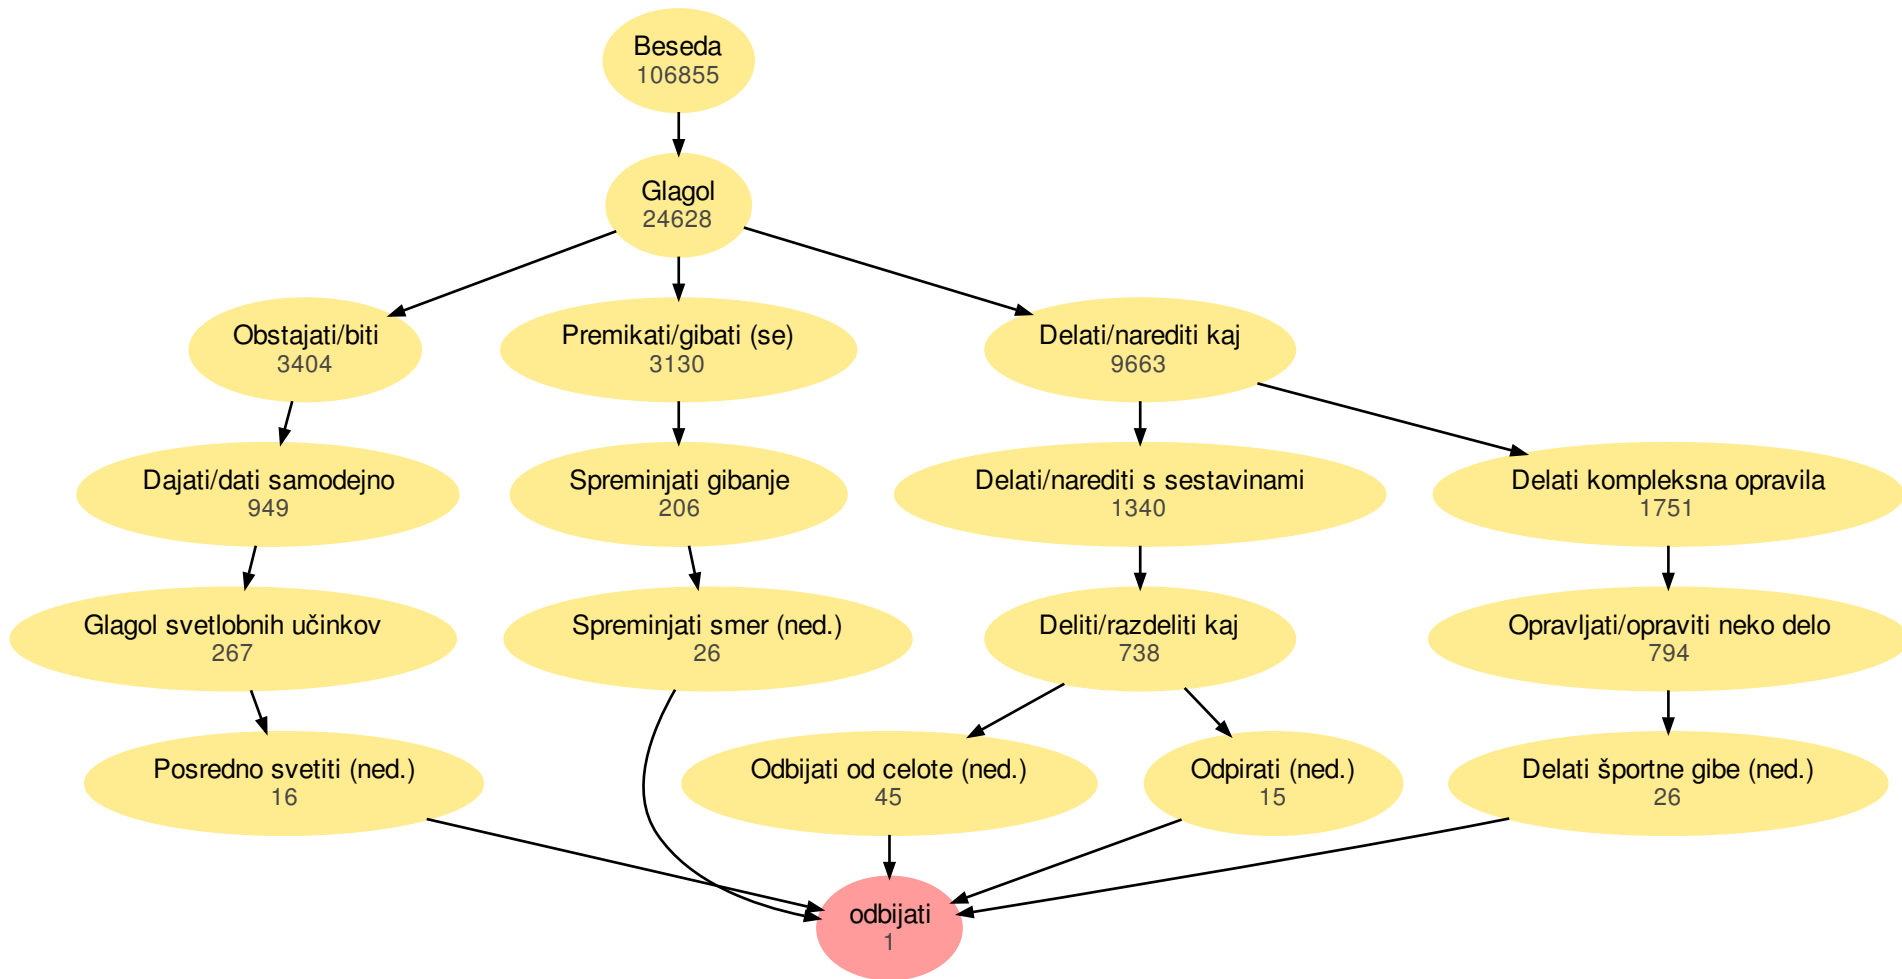 Beseda
106855
Glagol
24628
Obstajati/biti
3404
Premikati/gibati (se)
3130
Delati/narediti kaj
9663
Dajati/dati samodejno
949
Spreminjati gibanje
206
Delati/narediti s sestavinami
1340
Delati kompleksna opravila
1751
Glagol svetlobnih učinkov
267
Spreminjati smer (ned.)
26
Deliti/razdeliti kaj
738
Opravljati/opraviti neko delo
794
Posredno svetiti (ned.)
16
Odbijati od celote (ned.)
45
Odpirati (ned.)
15
Delati športne gibe (ned.)
26
odbijati
1